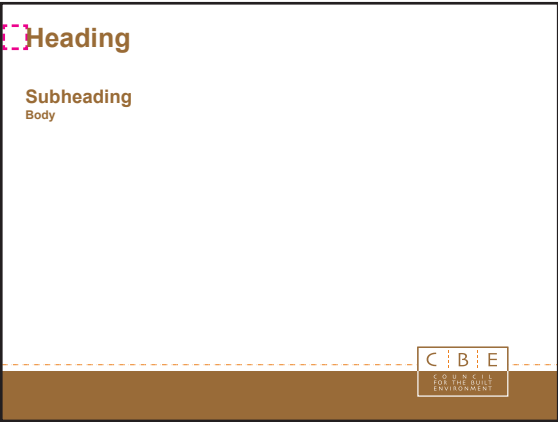 Heading
Subheading
Body
C B E
COUNCIL
FOR THE BUILT
ENVIRONMENT